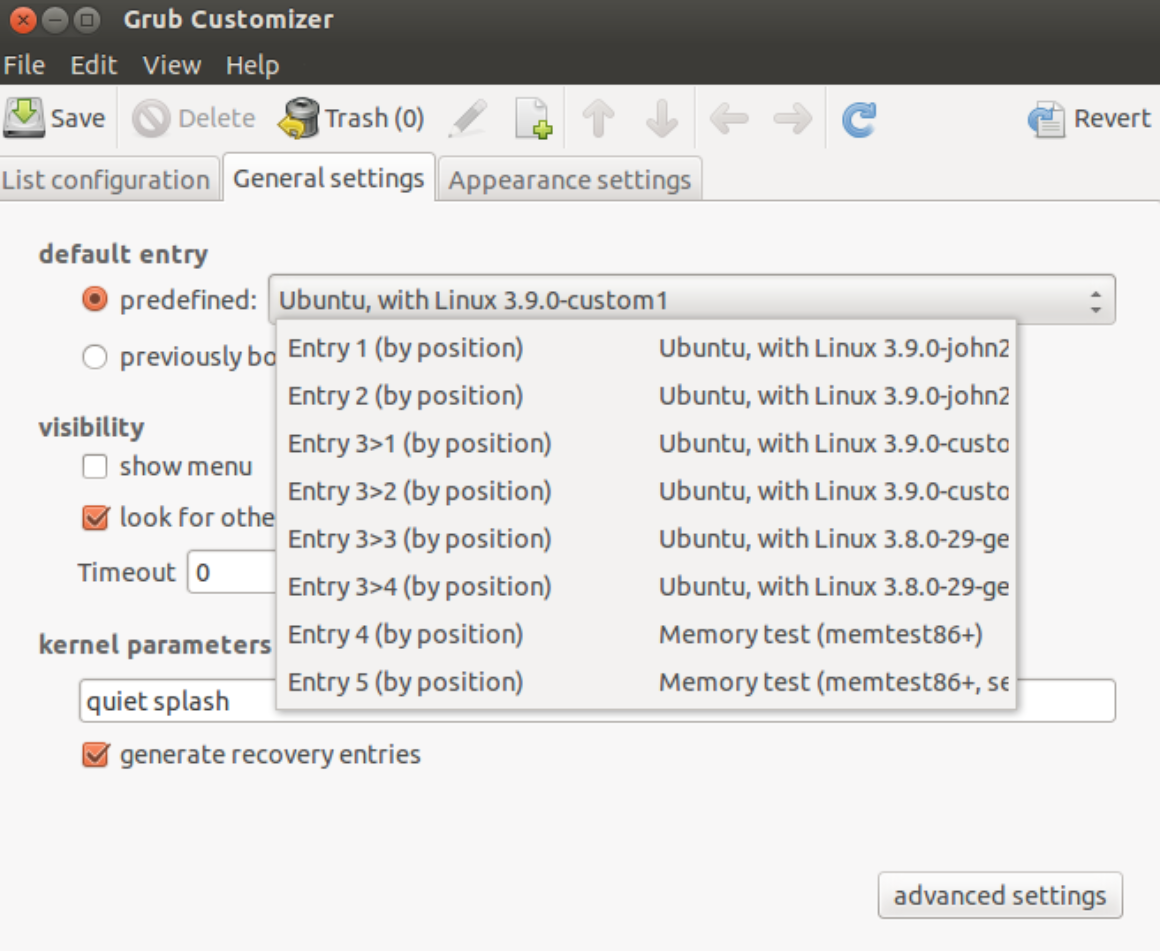 Grub Customizer
File Edit View Help
Save Delete Trash (0) Revert
List configuration General settings Appearance settings
default entry
predefined: Ubuntu, with Linux 3.9.0-custom1
previously bo
Entry 1 (by position) Ubuntu, with Linux 3.9.0-john2
Entry 2 (by position) Ubuntu, with Linux 3.9.0-john2
Entry 3>1 (by position) Ubuntu, with Linux 3.9.0-custo
Entry 3>2 (by position) Ubuntu, with Linux 3.9.0-custo
Entry 3>3 (by position) Ubuntu, with Linux 3.8.0-29-ge
Entry 3>4 (by position) Ubuntu, with Linux 3.8.0-29-ge
Entry 4 (by position) Memory test (memtest86+)
Entry 5 (by position) Memory test (memtest86+, se
visibility
show menu
look for othe
Timeout 0
kernel parameters
quiet splash
generate recovery entries
advanced settings